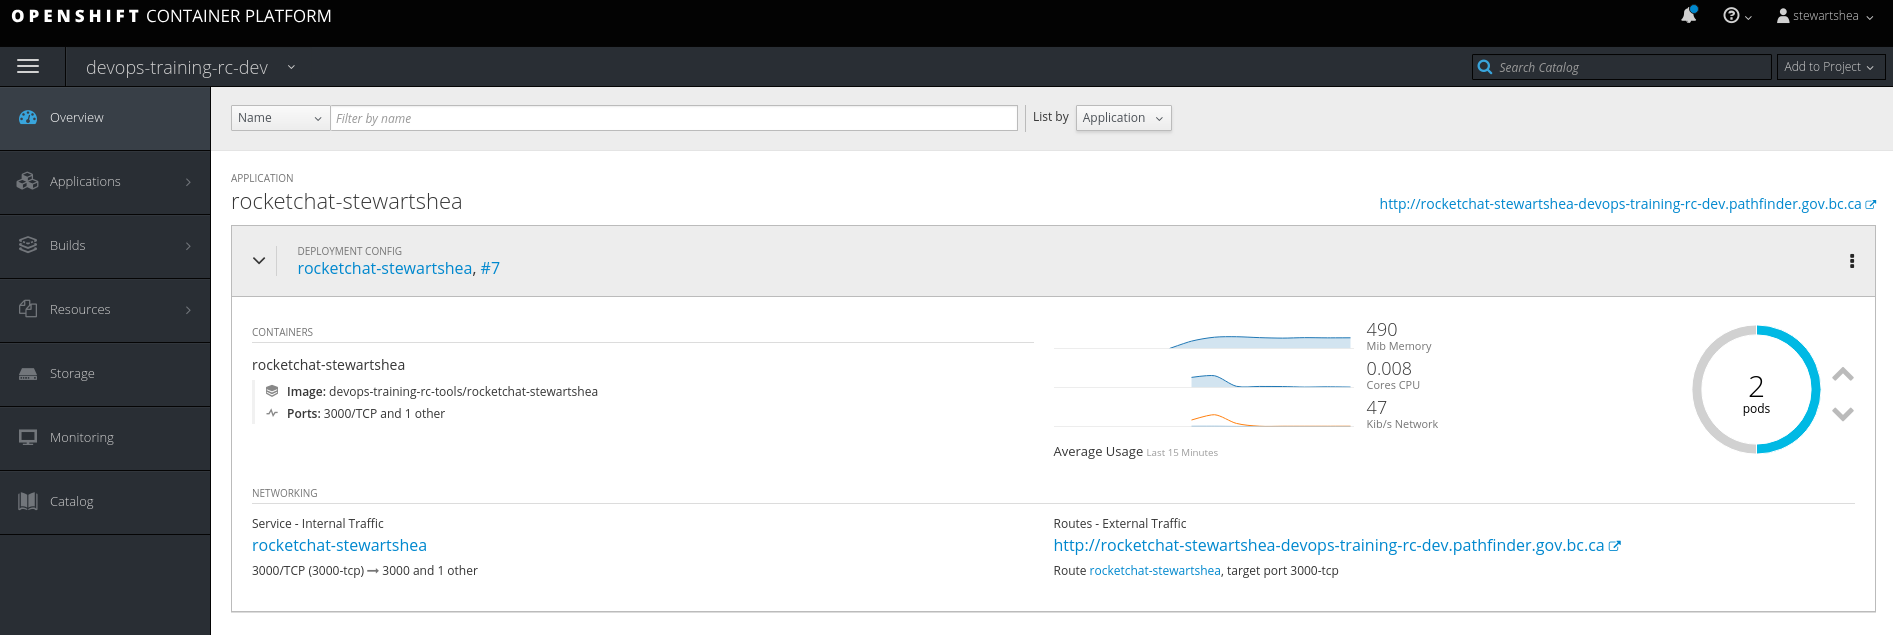 OPENSHIFT CONTAINER PLATFORM
stewartshea
devops-training-rc-dev
Search Catalog
Add to Project
Overview
Applications
Builds
Resources
Storage
Monitoring
Catalog
Name
Filter by name
List by
Application
APPLICATION
rocketchat-stewartshea
http://rocketchat-stewartshea-devops-training-rc-dev.pathfinder.gov.bc.ca
DEPLOYMENT CONFIG
rocketchat-stewartshea, #7
CONTAINERS
rocketchat-stewartshea
Image: devops-training-rc-tools/rocketchat-stewartshea
Ports: 3000/TCP and 1 other
490
Mib Memory
0.008
Cores CPU
47
Kib/s Network
Average Usage Last 15 Minutes
2
pods
NETWORKING
Service - Internal Traffic
rocketchat-stewartshea
3000/TCP (3000-tcp) → 3000 and 1 other
Routes - External Traffic
http://rocketchat-stewartshea-devops-training-rc-dev.pathfinder.gov.bc.ca
Route rocketchat-stewartshea, target port 3000-tcp